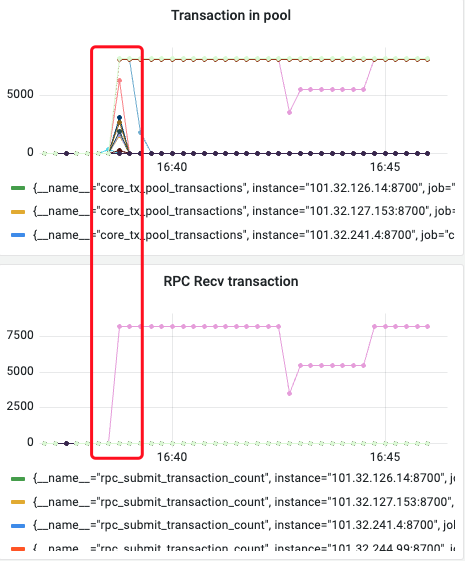 Transaction in pool
5000
0
16:40
16:45
{__name__="core_tx_pool_transactions", instance="101.32.126.14:8700", job="
{__name__="core_tx_pool_transactions", instance="101.32.127.153:8700", job=
{__name__="core_tx_pool_transactions", instance="101.32.241.4:8700", job="c
RPC Recv transaction
7500
5000
2500
0
16:40
16:45
{__name__="rpc_submit_transaction_count", instance="101.32.126.14:8700", j
{__name__="rpc_submit_transaction_count", instance="101.32.127.153:8700",
{__name__="rpc_submit_transaction_count", instance="101.32.241.4:8700", jol
{__name__="rpc_submit_transaction_count", instance="101.32.244.99:8700", j